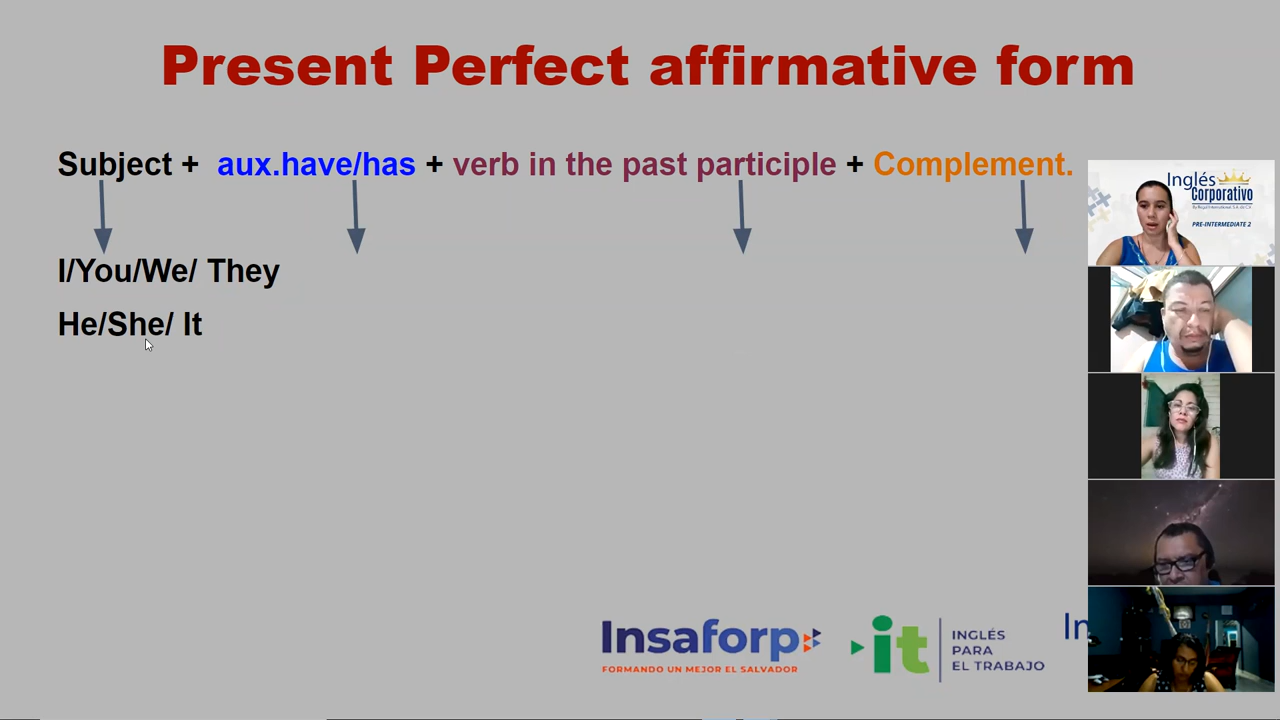 Present Perfect affirmative form
Subject + aux.have/has + verb in the past participle + Complement.
I/You/We/ They
He/She/ It
Inglés
Corporativo
PRE-INTERMEDIATE 2
Insaforp
FORMANDO UN MEJOR EL SALVADOR
it
INGLÉS
PARA
EL TRABAJO
In